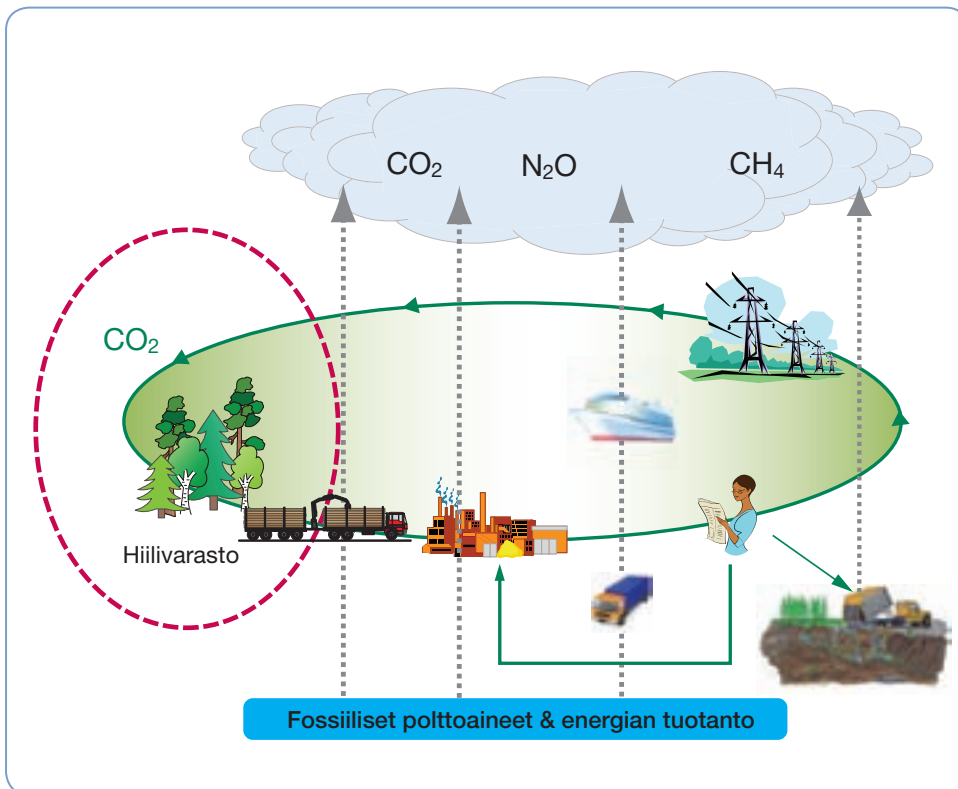 CO₂ N₂O CH₄
CO₂
Hiilivarasto
Fossiiliset polttoaineet & energian tuotanto